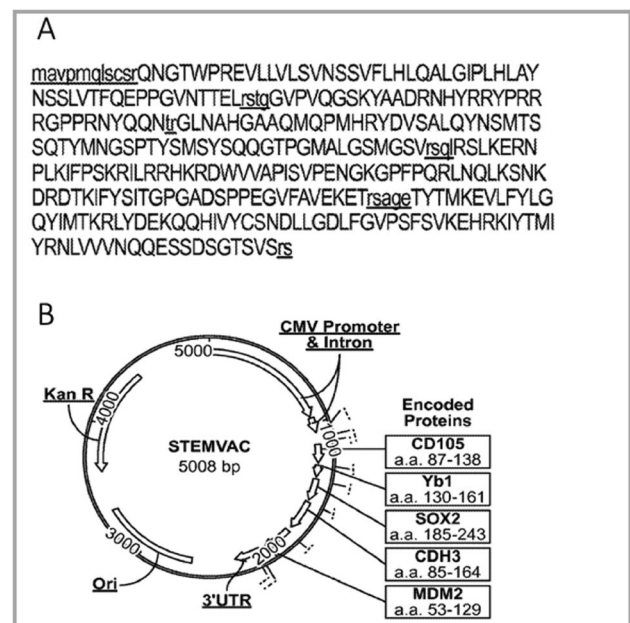 A
mavpmqlscsrQNGTWPREVLLVLSVNSSVFLHLQALGIPLHLAY
NSSLVTFQEPPGVNTTELrstgGVPVQGSKYAADRNHYRRYPRR
RGPPRNYQQNtrGLNAHGAAQMQPMHRYDVSALQYNSMTS
SQTYMNGSPTYSMSYSQQGTPGMALGSMGSVrsqlRSLKERN
PLKIFPSKRILRRHKRDWVVAPISVPENGKGPFPQRLNQLKSNK
DRDTKIFYSITGPGADSPPEGVFAVEKETrsageTYTMKEVLFYLG
QYIMTKRLYDEKQQHIVYCSNDLLGDLFGVPSFSVKEHRKIYTMI
YRNLVVVNQQESSDSGTSVSrs
B
CMV Promoter
& Intron
5000
Kan R
4000
1000
STEMVAC
5008 bp
3000
2000
Ori
3'UTR
Encoded
Proteins
CD105
a.a. 87-138
Yb1
a.a. 130-161
SOX2
a.a. 185-243
CDH3
a.a. 85-164
MDM2
a.a. 53-129